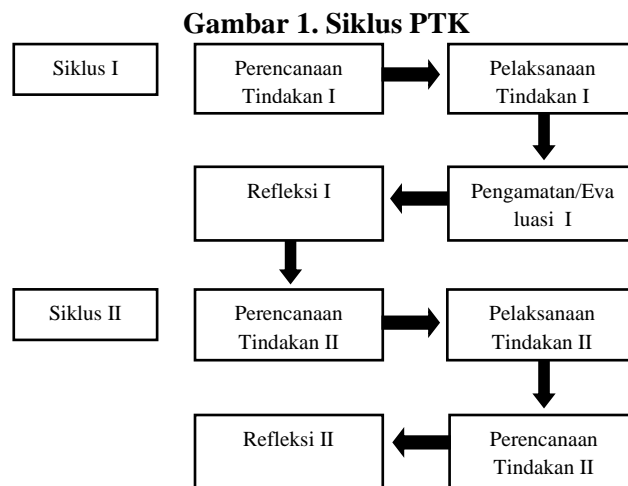 Gambar 1. Siklus PTK
Siklus I
Perencanaan
Tindakan I
Pelaksanaan
Tindakan I
Refleksi I
Pengamatan/Eva
luasi I
Siklus II
Perencanaan
Tindakan II
Pelaksanaan
Tindakan II
Refleksi II
Perencanaan
Tindakan II